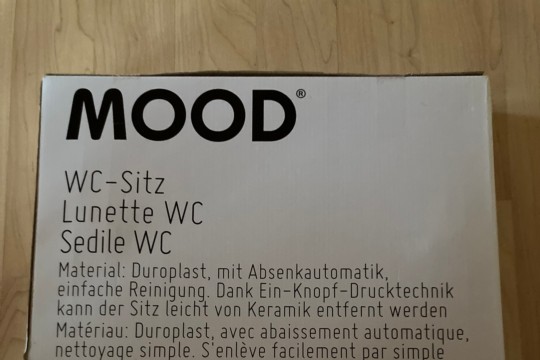 MOOD®
WC-Sitz
Lunette WC
Sedile WC
Material: Duroplast, mit Absenkautomatik,
einfache Reinigung. Dank Ein-Knopf-Drucktechnik
kann der Sitz leicht von Keramik entfernt werden
Matériau: Duroplast, avec abaissement automatique,
nettoyage simple. S'enlève facilement par simple